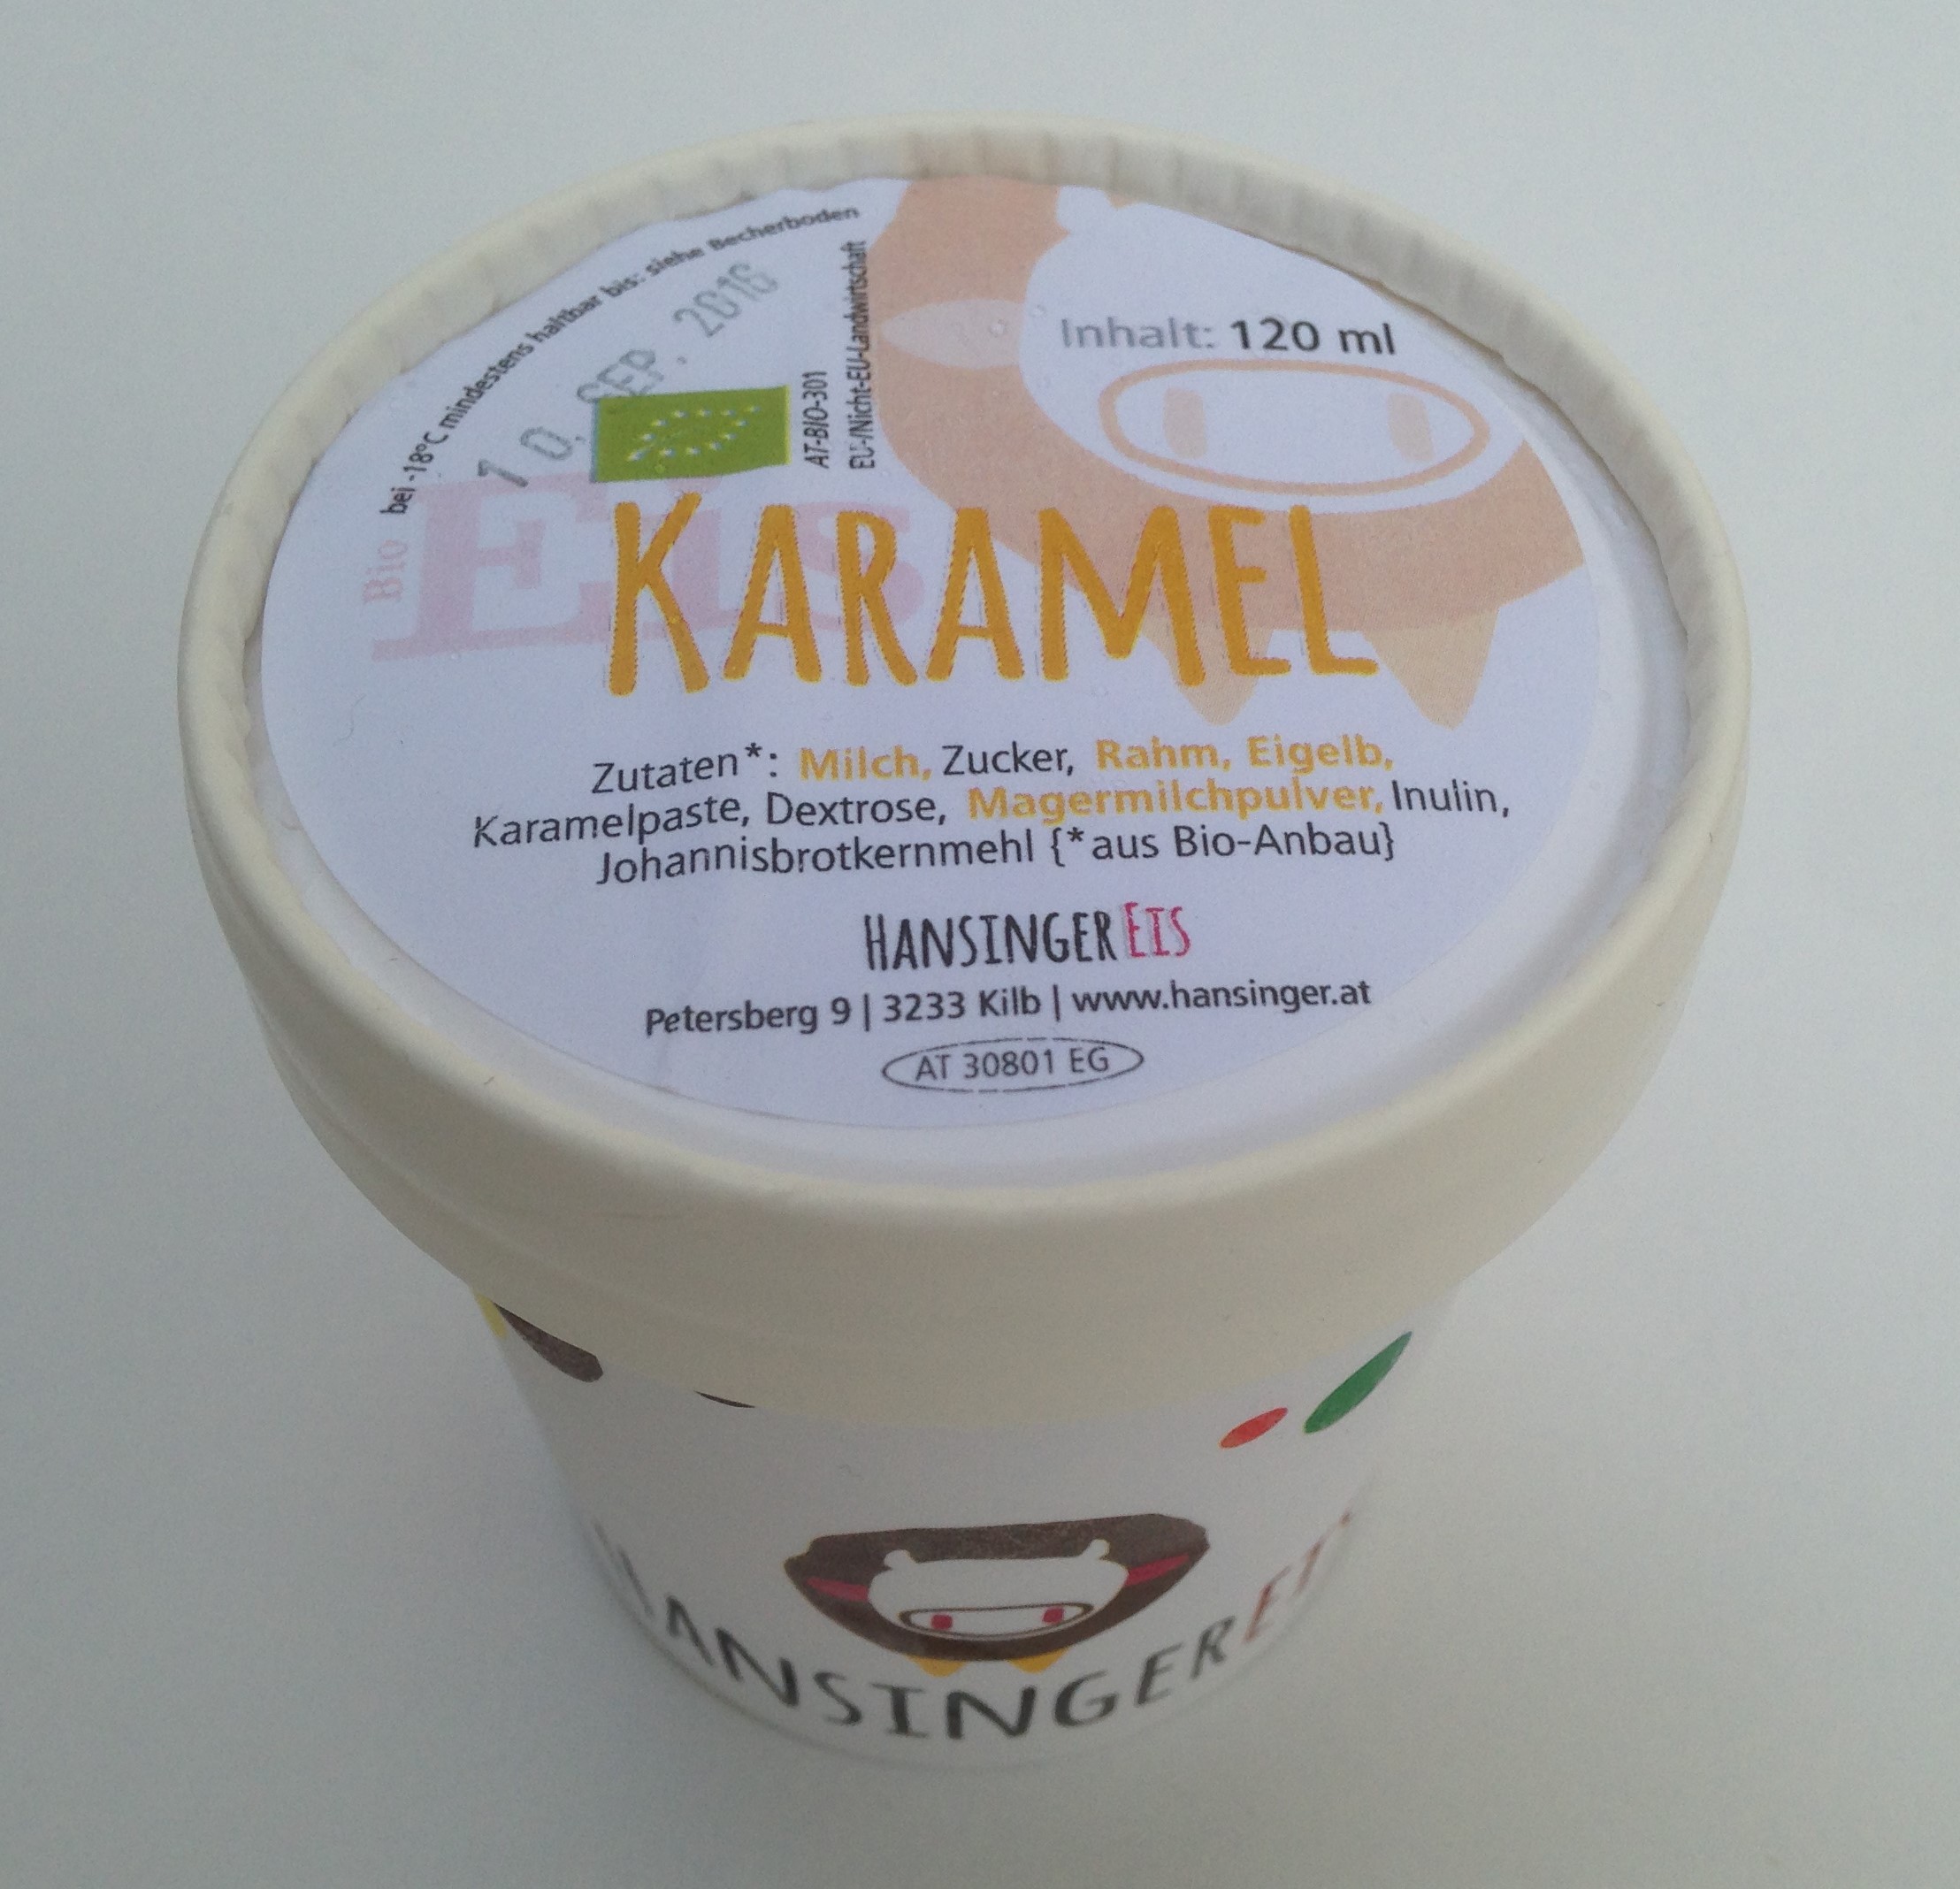 bei -18°C mindestens haltbar bis: siehe Becherboden
10. SEP. 2016
AT-BIO-301
EU-/Nicht-EU-Landwirtschaft
Inhalt: 120 ml
Bio Eis
KARAMEL
Zutaten*: Milch, Zucker, Rahm, Eigelb,
Karamelpaste, Dextrose, Magermilchpulver, Inulin,
Johannisbrotkernmehl {*aus Bio-Anbau}
HANSINGER EIS
Petersberg 9 | 3233 Kilb | www.hansinger.at
AT 30801 EG
HANSINGEREIS